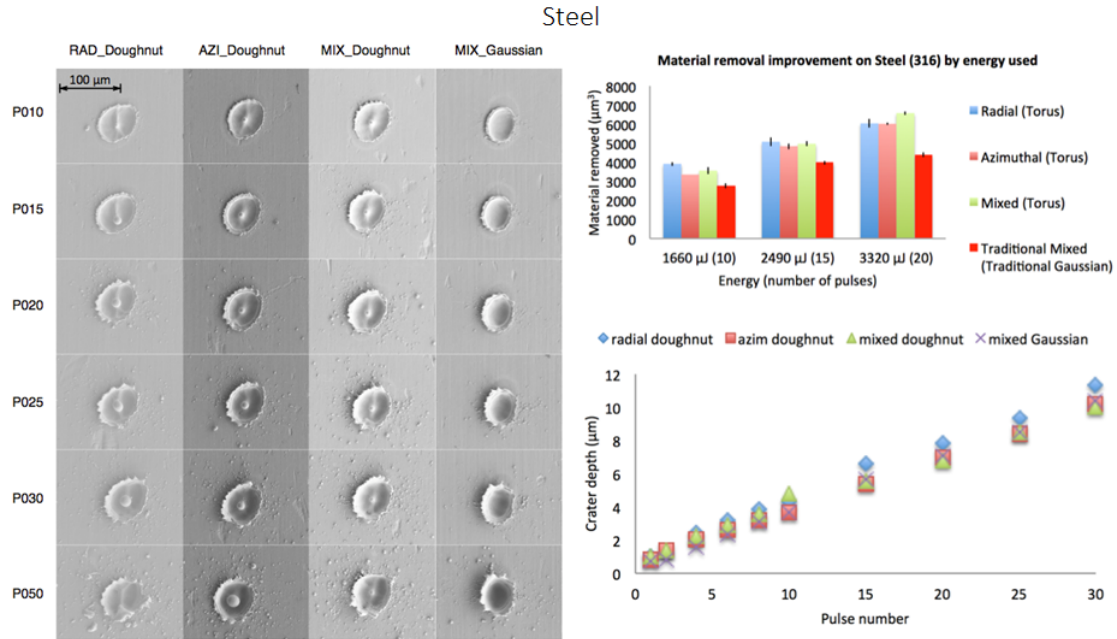 Steel
RAD_Doughnut AZI_Doughnut MIX_Doughnut MIX_Gaussian
100 µm
P010
P015
P020
P025
P030
P050
Material removal improvement on Steel (316) by energy used
Material removed (µm³)
8000
7000
6000
5000
4000
3000
2000
1000
0
1660 µJ (10) 2490 µJ (15) 3320 µJ (20)
Energy (number of pulses)
Radial (Torus)
Azimuthal (Torus)
Mixed (Torus)
Traditional Mixed
(Traditional Gaussian)
radial doughnut azim doughnut mixed doughnut mixed Gaussian
Crater depth (µm)
12
10
8
6
4
2
0
0 5 10 15 20 25 30
Pulse number